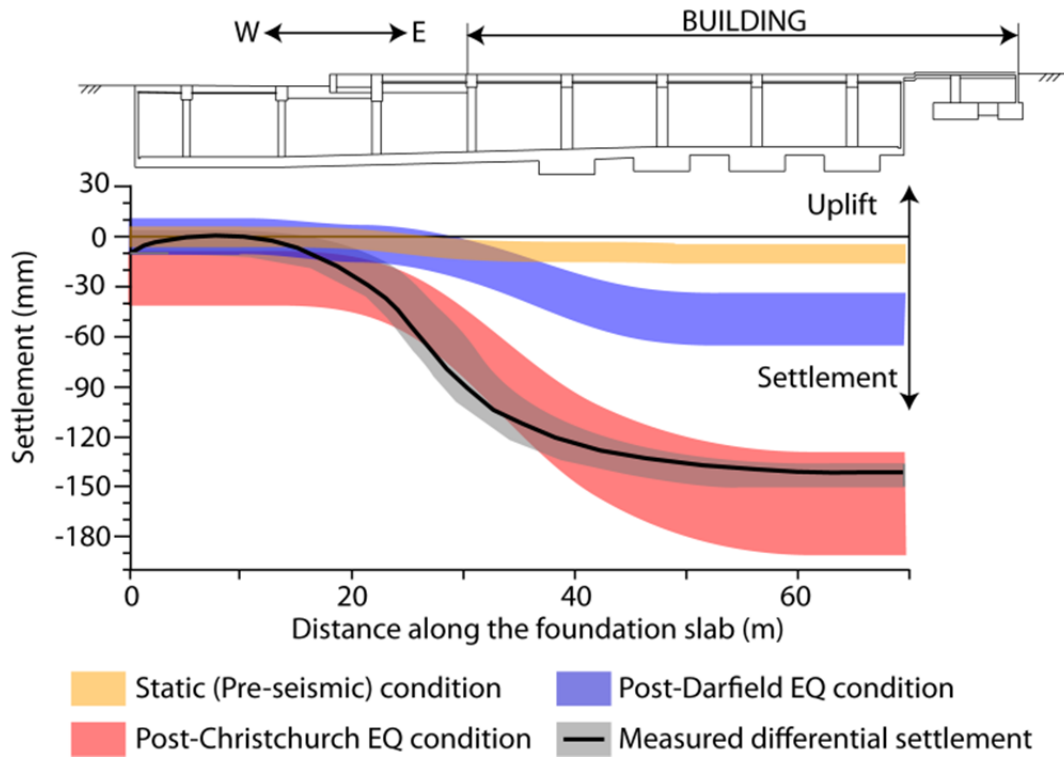 W E BUILDING
30
0
-30
-60
-90
-120
-150
-180
Settlement (mm)
Uplift
Settlement
0 20 40 60
Distance along the foundation slab (m)
Static (Pre-seismic) condition
Post-Darfield EQ condition
Post-Christchurch EQ condition
Measured differential settlement